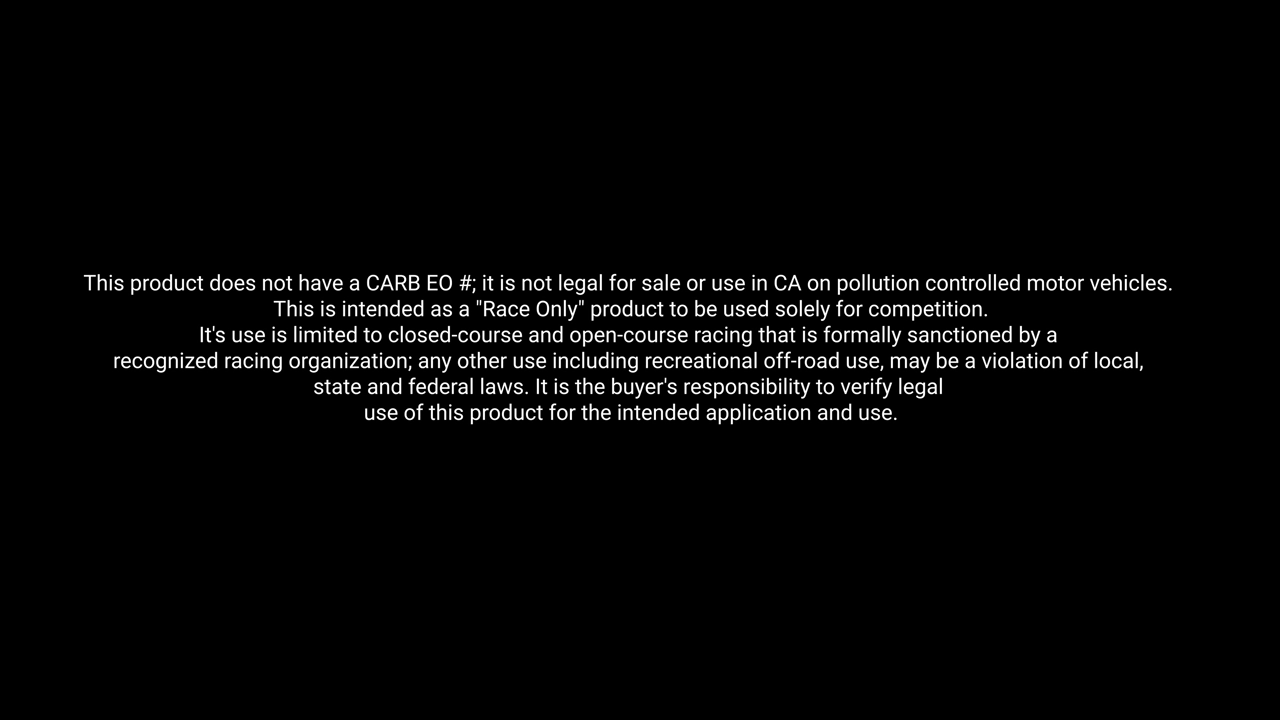 This product does not have a CARB EO #; it is not legal for sale or use in CA on pollution controlled motor vehicles.
This is intended as a "Race Only" product to be used solely for competition.
It's use is limited to closed-course and open-course racing that is formally sanctioned by a
recognized racing organization; any other use including recreational off-road use, may be a violation of local,
state and federal laws. It is the buyer's responsibility to verify legal
use of this product for the intended application and use.